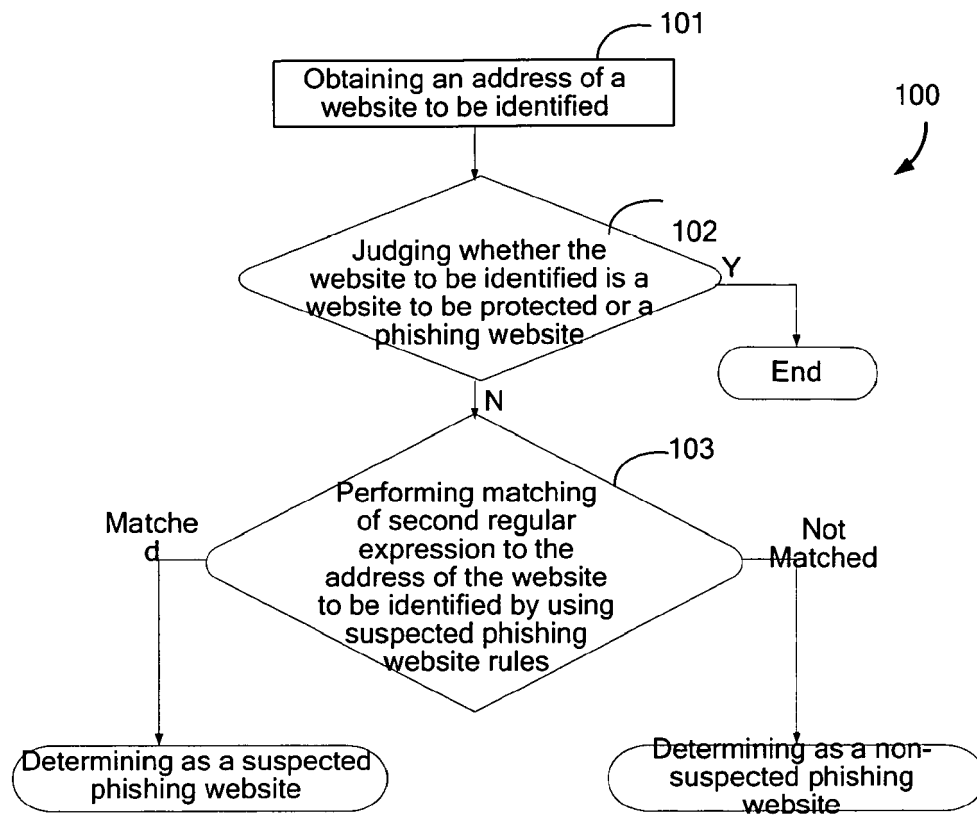 101
Obtaining an address of a
website to be identified
100
102
Judging whether the
website to be identified is a
website to be protected or a
phishing website
Y
End
N
103
Performing matching
of second regular
expression to the
address of the website
to be identified by using
suspected phishing
website rules
Matche
d
Not
Matched
Determining as a suspected
phishing website
Determining as a non-
suspected phishing
website